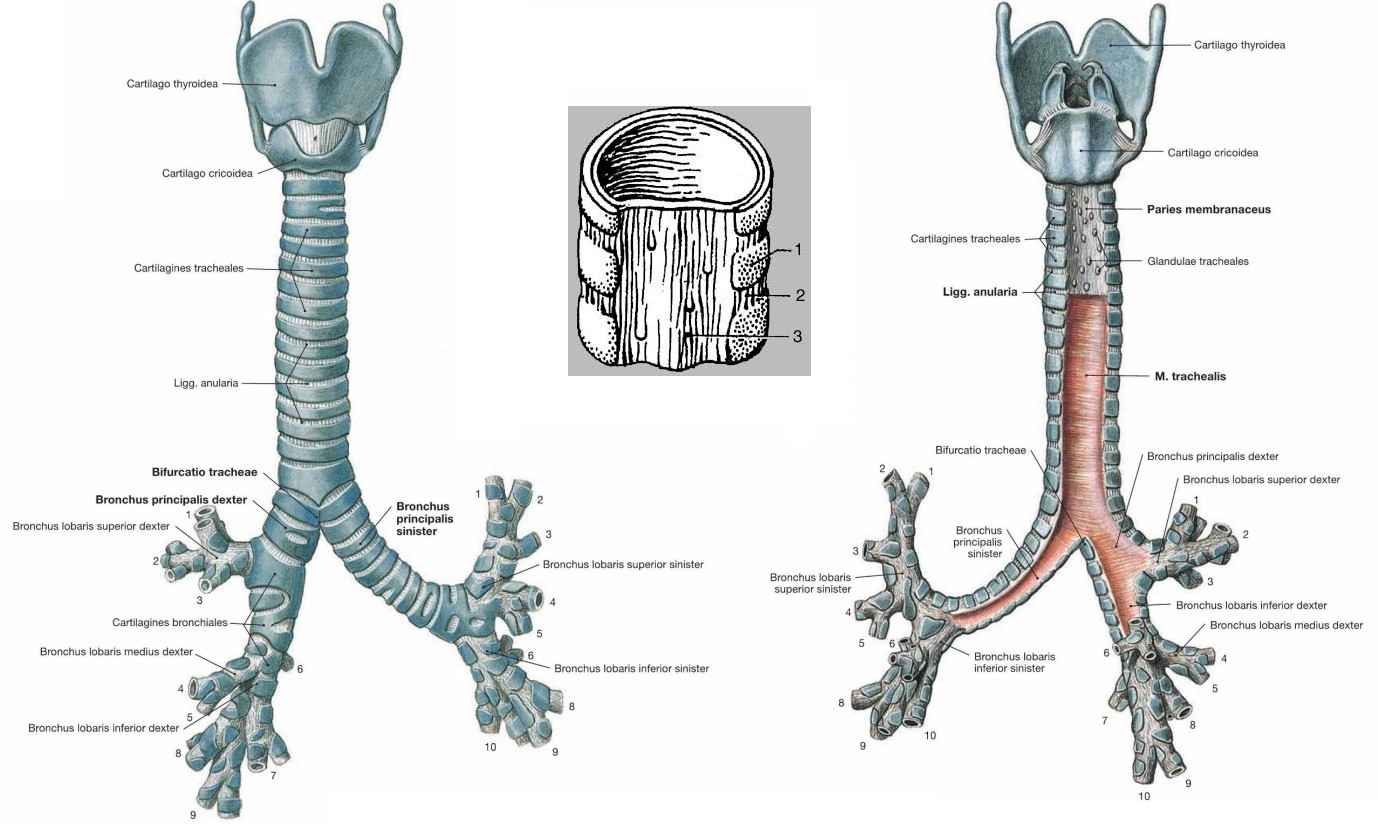 Cartilago thyroidea
Cartilago cricoidea
Cartilagines tracheales
Ligg. anularia
Bifurcatio tracheae
Bronchus principalis dexter
Bronchus lobaris superior dexter
1
2
3
Cartilagines bronchiales
Bronchus lobaris medius dexter
6
4
5
Bronchus lobaris inferior dexter
8
7
9
Bronchus
principalis
sinister
1
2
3
Bronchus lobaris superior sinister
4
5
6
Bronchus lobaris inferior sinister
8
10
9
1
2
3
Cartilago thyroidea
Cartilago cricoidea
Paries membranaceus
Cartilagines tracheales
Glandulae tracheales
Ligg. anularia
M. trachealis
Bifurcatio tracheae
Bronchus principalis dexter
Bronchus lobaris superior dexter
2
1
Bronchus
principalis
sinister
3
Bronchus lobaris
superior sinister
4
5
6
Bronchus lobaris
inferior sinister
8
9
10
1
2
3
Bronchus lobaris inferior dexter
Bronchus lobaris medius dexter
6
4
5
7
8
9
10